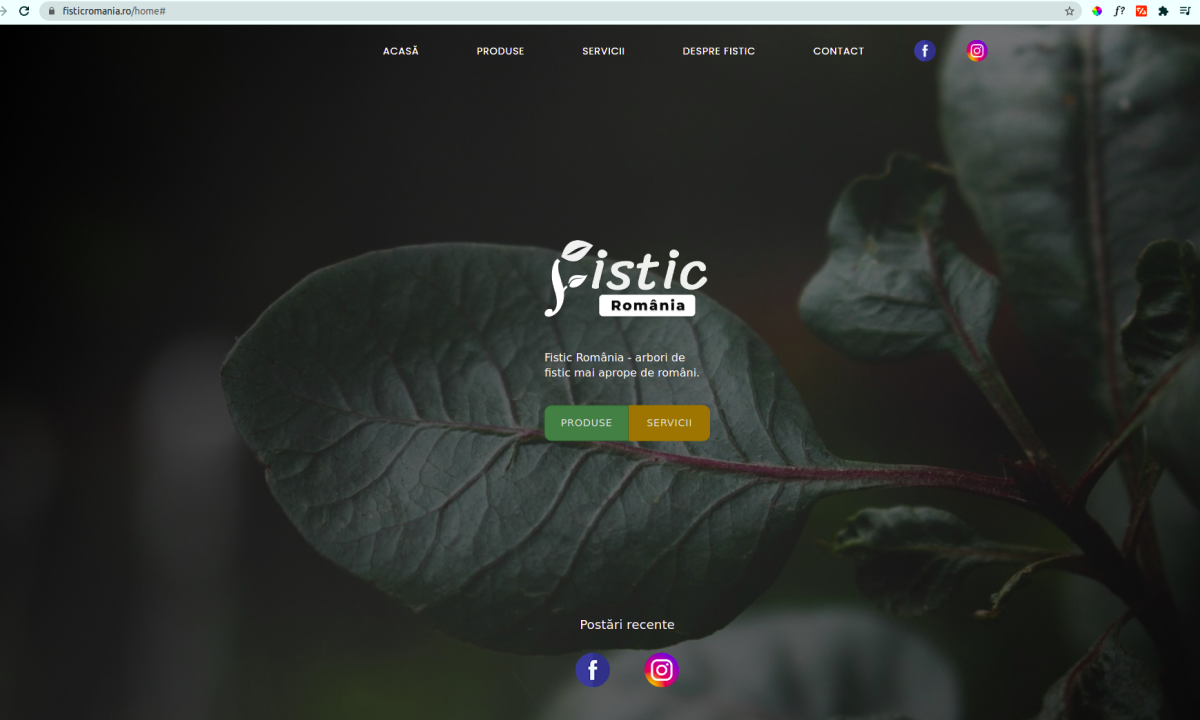 fisticromania.ro/home#
f?
ACASĂ PRODUSE SERVICII DESPRE FISTIC CONTACT
Fistic
România
Fistic România - arbori de
fistic mai aprope de români.
PRODUSE SERVICII
Postări recente